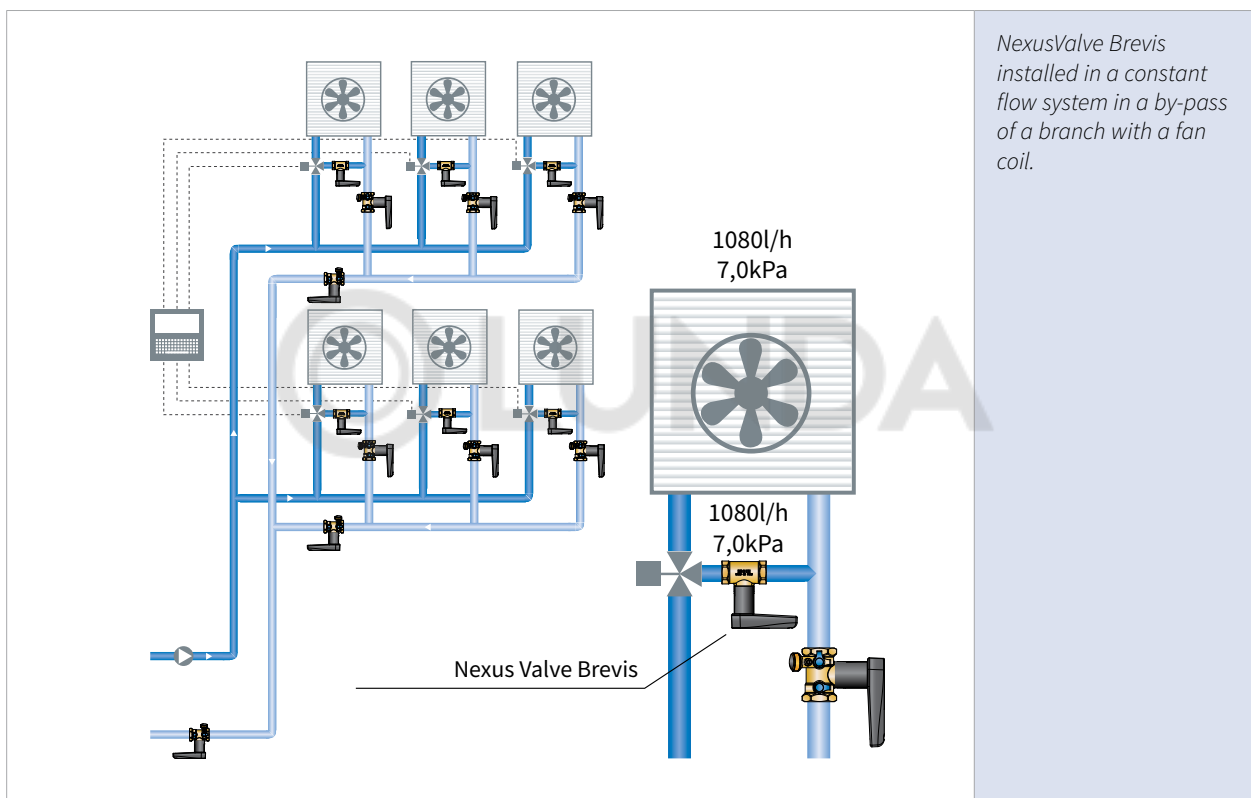 NexusValve Brevis
installed in a constant
flow system in a by-pass
of a branch with a fan
coil.
1080l/h
7,0kPa
© LUNDA
1080l/h
7,0kPa
Nexus Valve Brevis